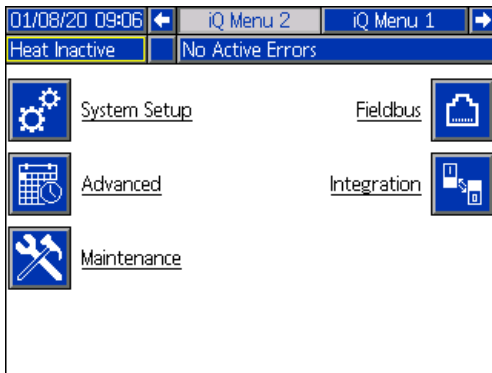 01/08/20 09:06 iQ Menu 2 iQ Menu 1
Heat Inactive No Active Errors
System Setup Fieldbus
Advanced Integration
Maintenance